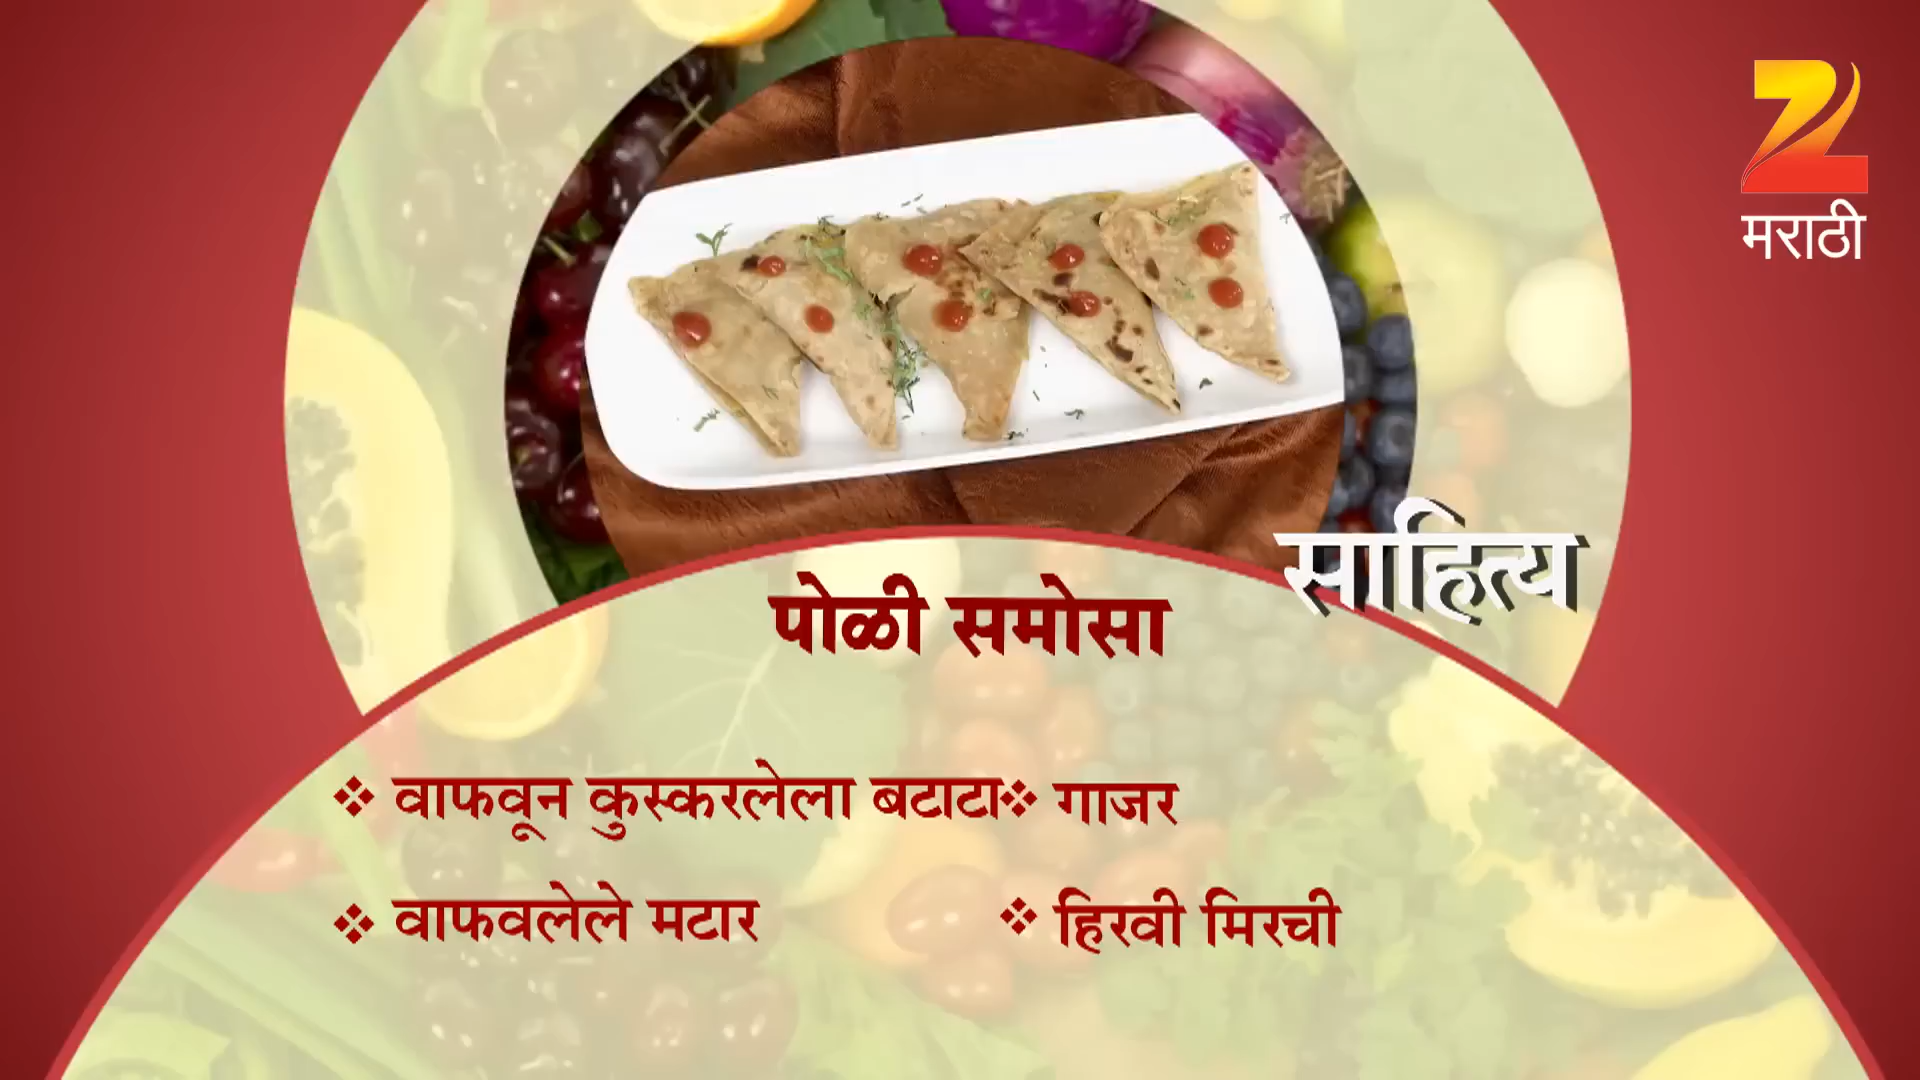 मराठी
साहित्य
पोळी समोसा
❖ वाफवून कुस्करलेला बटाटा
❖ गाजर
❖ वाफवलेले मटार
❖ हिरवी मिरची